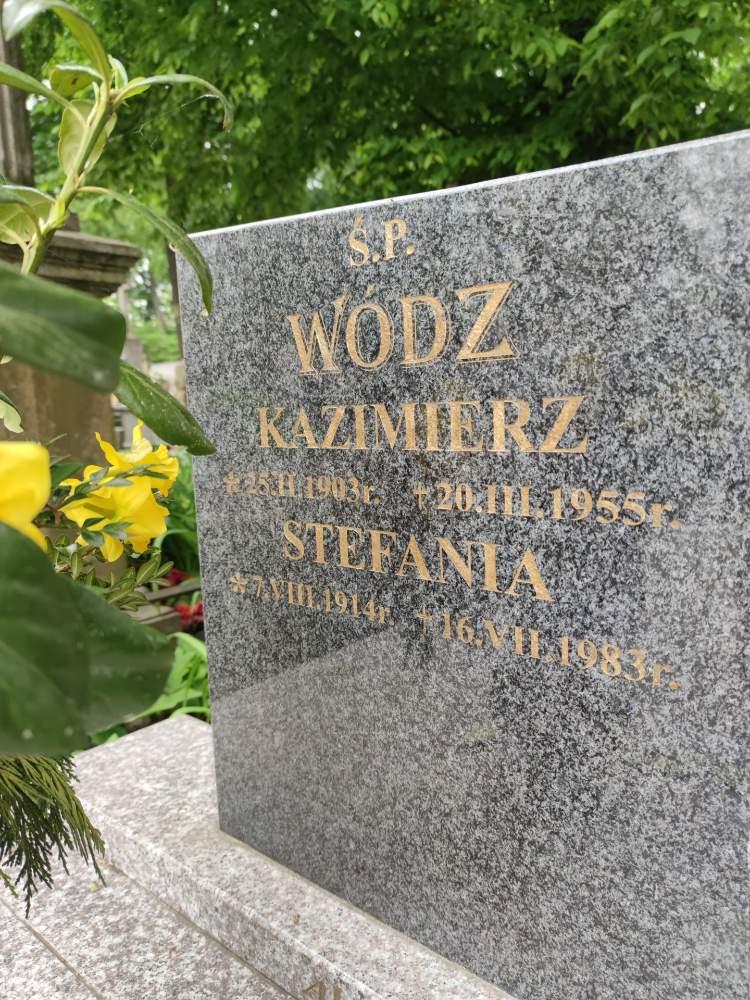 Ś.P.
WÓDZ
KAZIMIERZ
* 25.II.1903r. † 20.III.1955r.
STEFANIA
* 7.VIII.1914r. † 16.VII.1983r.